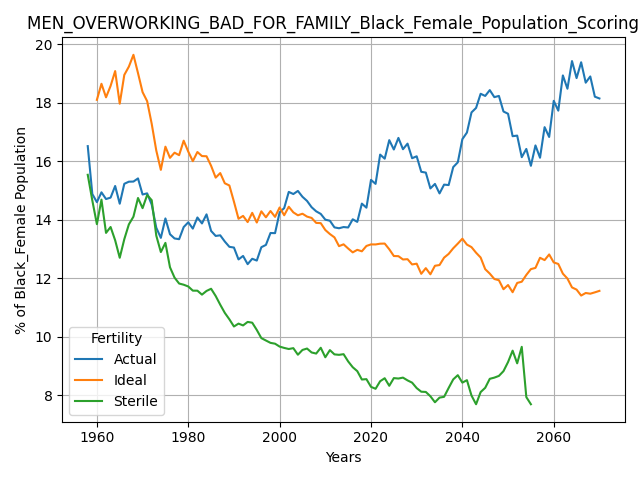 MEN_OVERWORKING_BAD_FOR_FAMILY_Black_Female_Population_Scoring
% of Black_Female Population
20
18
16
14
12
10
8
Fertility
Actual
Ideal
Sterile
1960 1980 2000 2020 2040 2060
Years